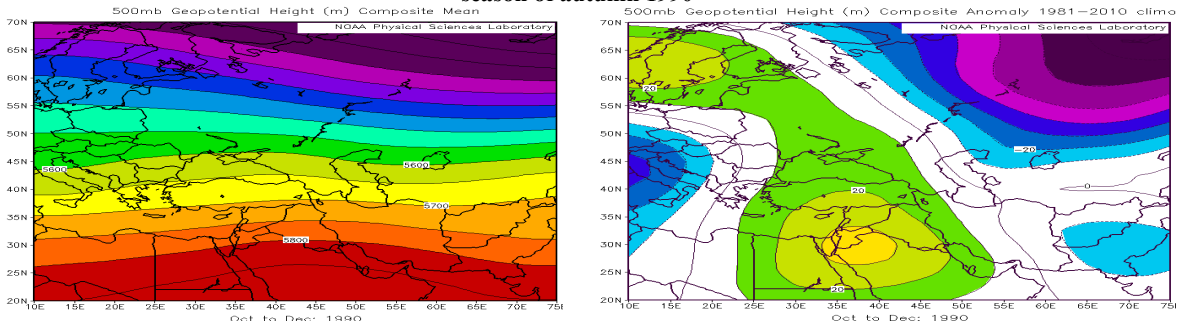 season of autumn 1990
500mb Geopotential Height (m) Composite Mean
NOAA Physical Sciences Laboratory
70N
65N
60N
55N
50N
45N
40N
35N
30N
25N
20N
5600
5600
5700
5800
10E 15E 20E 25E 30E 35E 40E 45E 50E 55E 60E 65E 70E 75E
Oct to Dec: 1990
500mb Geopotential Height (m) Composite Anomaly 1981−2010 climo
NOAA Physical Sciences Laboratory
70N
65N
60N
55N
50N
45N
40N
35N
30N
25N
20N
20
−20
0
20
20
10E 15E 20E 25E 30E 35E 40E 45E 50E 55E 60E 65E 70E 75E
Oct to Dec: 1990